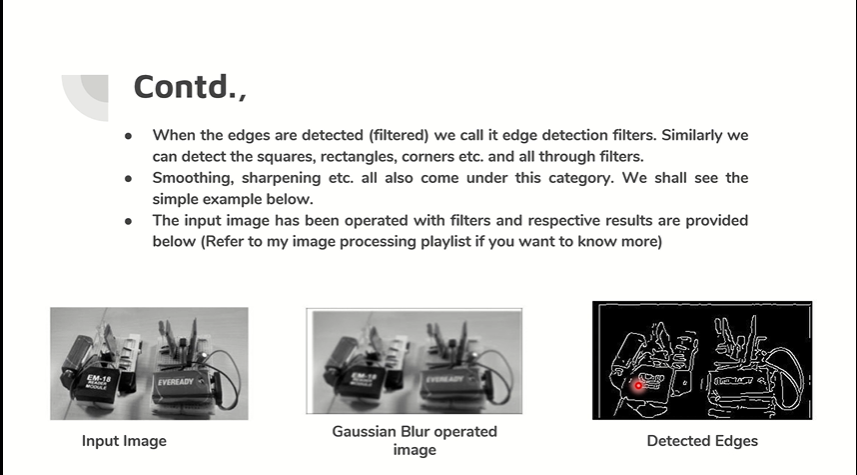 Contd.,
● When the edges are detected (filtered) we call it edge detection filters. Similarly we
can detect the squares, rectangles, corners etc. and all through filters.
● Smoothing, sharpening etc. all also come under this category. We shall see the
simple example below.
● The input image has been operated with filters and respective results are provided
below (Refer to my image processing playlist if you want to know more)
EM-18
READER
MODULE
EVEREADY
EM-18
EVEREADY
Input Image
Gaussian Blur operated
image
Detected Edges